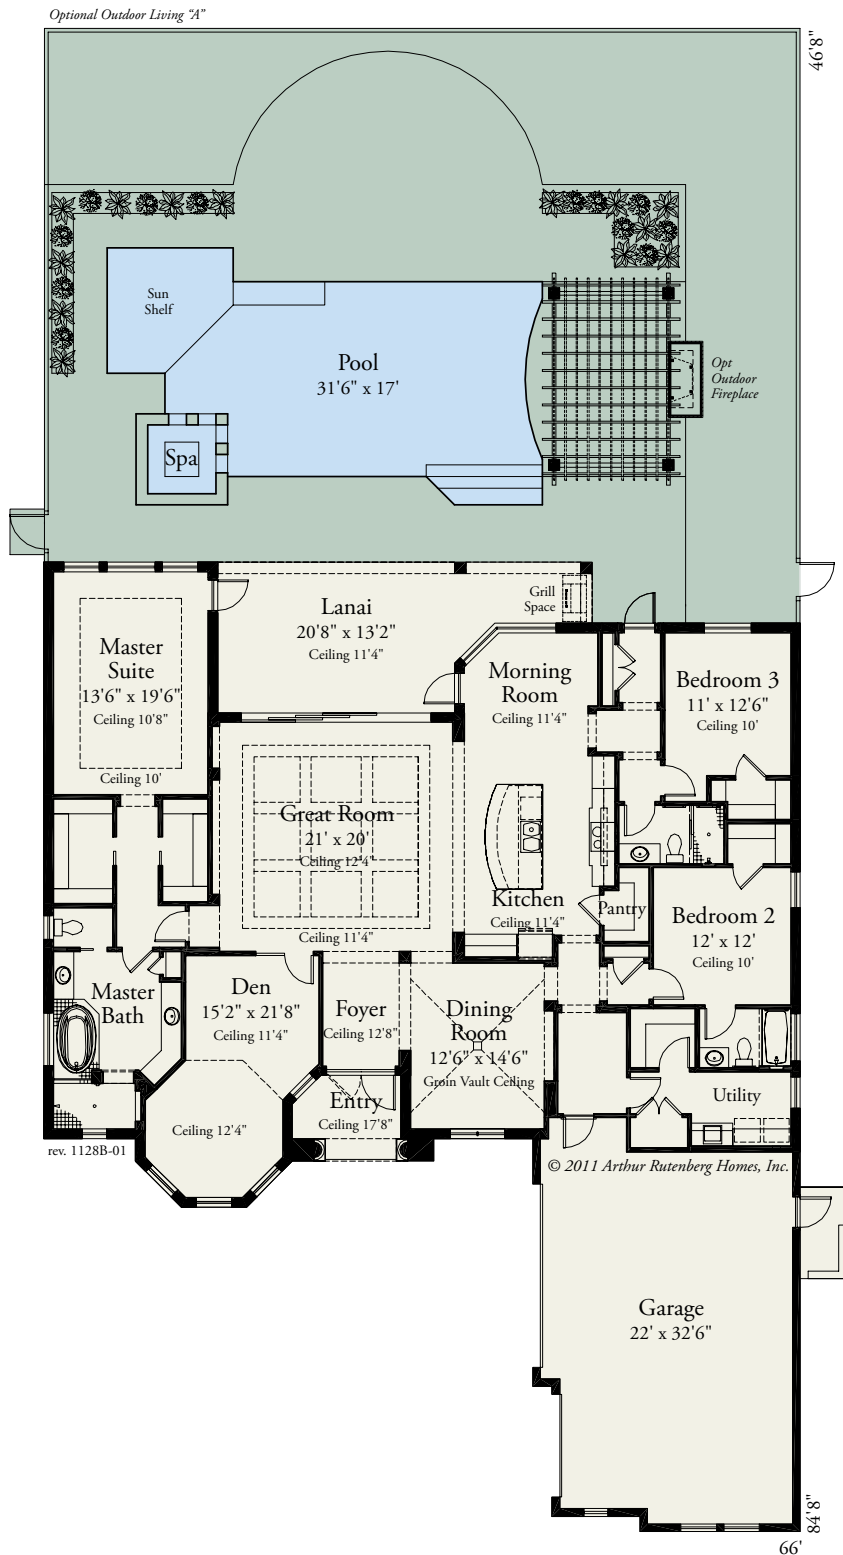 Optional Outdoor Living “A”
46'8"
Sun
Shelf
Pool
31'6" x 17'
Opt
Outdoor
Fireplace
Spa
Grill
Space
Lanai
20'8" x 13'2"
Ceiling 11'4"
Master
Suite
13'6" x 19'6"
Ceiling 10'8"
Ceiling 10'
Morning
Room
Ceiling 11'4"
Bedroom 3
11' x 12'6"
Ceiling 10'
Great Room
21' x 20'
Ceiling 12'4"
Ceiling 11'4"
Kitchen
Ceiling 11'4"
Pantry
Bedroom 2
12' x 12'
Ceiling 10'
Master
Bath
Den
15'2" x 21'8"
Ceiling 11'4"
Ceiling 12'4"
Foyer
Ceiling 12'8"
Dining
Room
12'6" x 14'6"
Groin Vault Ceiling
Entry
Ceiling 17'8"
Utility
rev. 1128B-01
© 2011 Arthur Rutenberg Homes, Inc.
Garage
22' x 32'6"
84'8"
66'